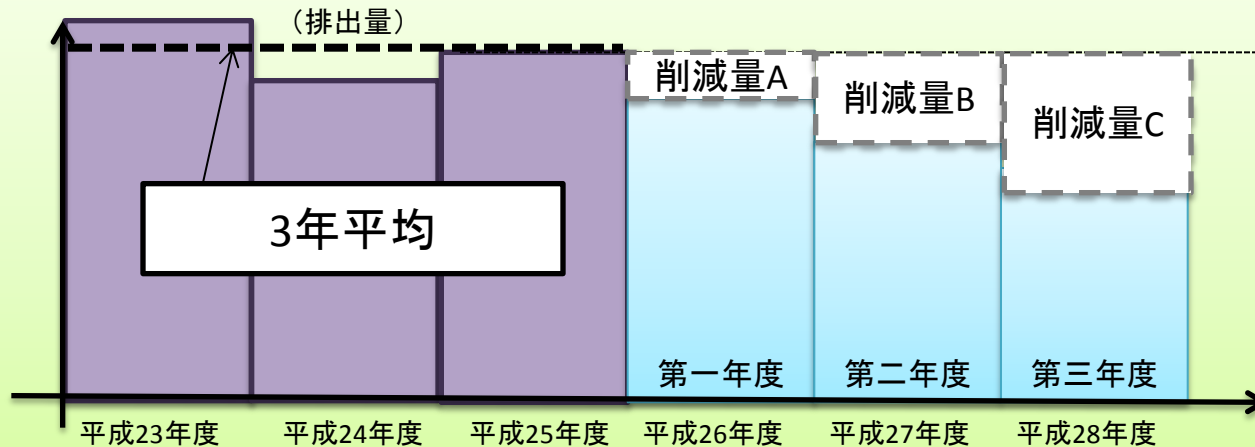 （排出量）
削減量A
削減量B
削減量C
3年平均
第一年度
第二年度
第三年度
平成23年度
平成24年度
平成25年度
平成26年度
平成27年度
平成28年度